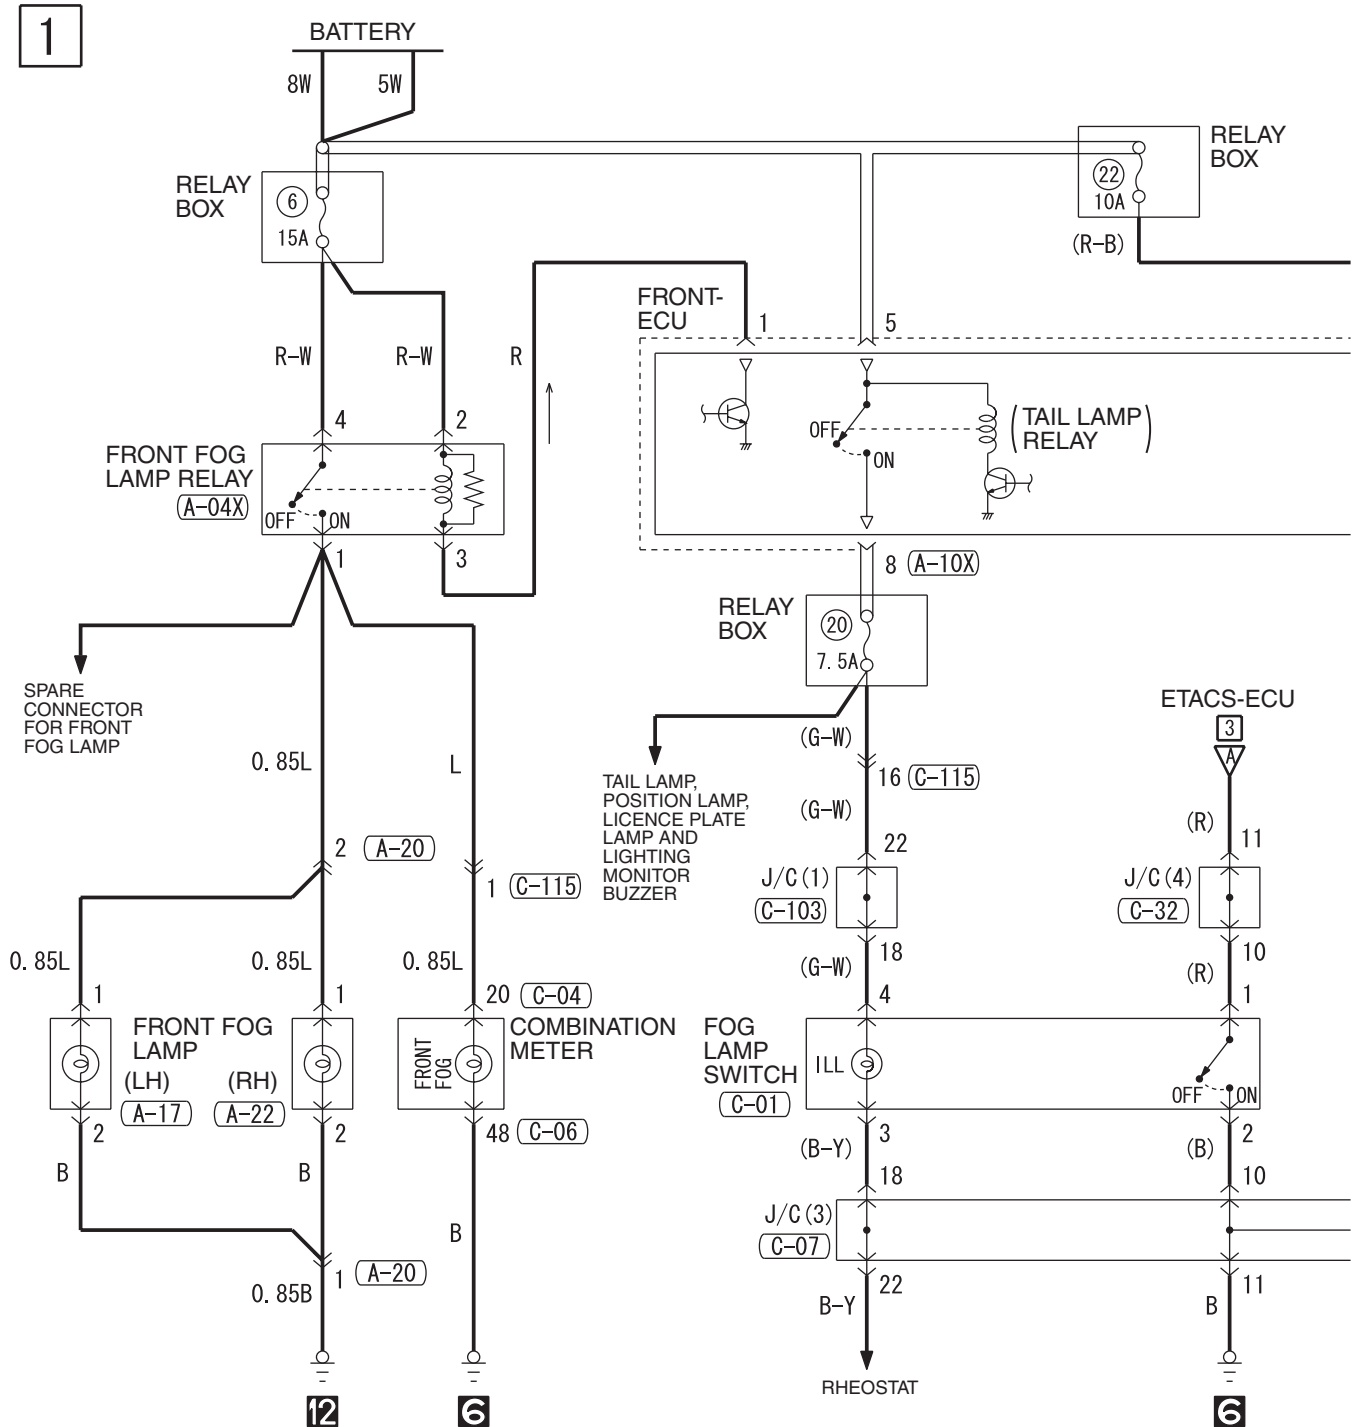 1
BATTERY
8W
5W
RELAY
BOX
6
15A
RELAY
BOX
22
10A
(R-B)
FRONT-
ECU
1
5
R-W
R-W
R
4
2
FRONT FOG
LAMP RELAY
A-04X
OFF
ON
1
3
OFF
ON
(TAIL LAMP
RELAY)
8
A-10X
RELAY
BOX
20
7.5A
SPARE
CONNECTOR
FOR FRONT
FOG LAMP
0.85L
L
(G-W)
16
C-115
(G-W)
TAIL LAMP,
POSITION LAMP,
LICENCE PLATE
LAMP AND
LIGHTING
MONITOR
BUZZER
ETACS-ECU
3
A
(R)
11
2
A-20
1
C-115
22
J/C(1)
C-103
18
(G-W)
4
J/C(4)
C-32
10
(R)
1
0.85L
0.85L
0.85L
1
1
20
C-04
FRONT FOG
LAMP
(LH)
(RH)
A-17
A-22
FRONT
FOG
COMBINATION
METER
FOG
LAMP
SWITCH
C-01
ILL
OFF
ON
2
2
48
C-06
3
2
B
B
(B-Y)
(B)
18
10
B
J/C(3)
C-07
1
A-20
0.85B
22
B-Y
11
B
RHEOSTAT
12
6
6